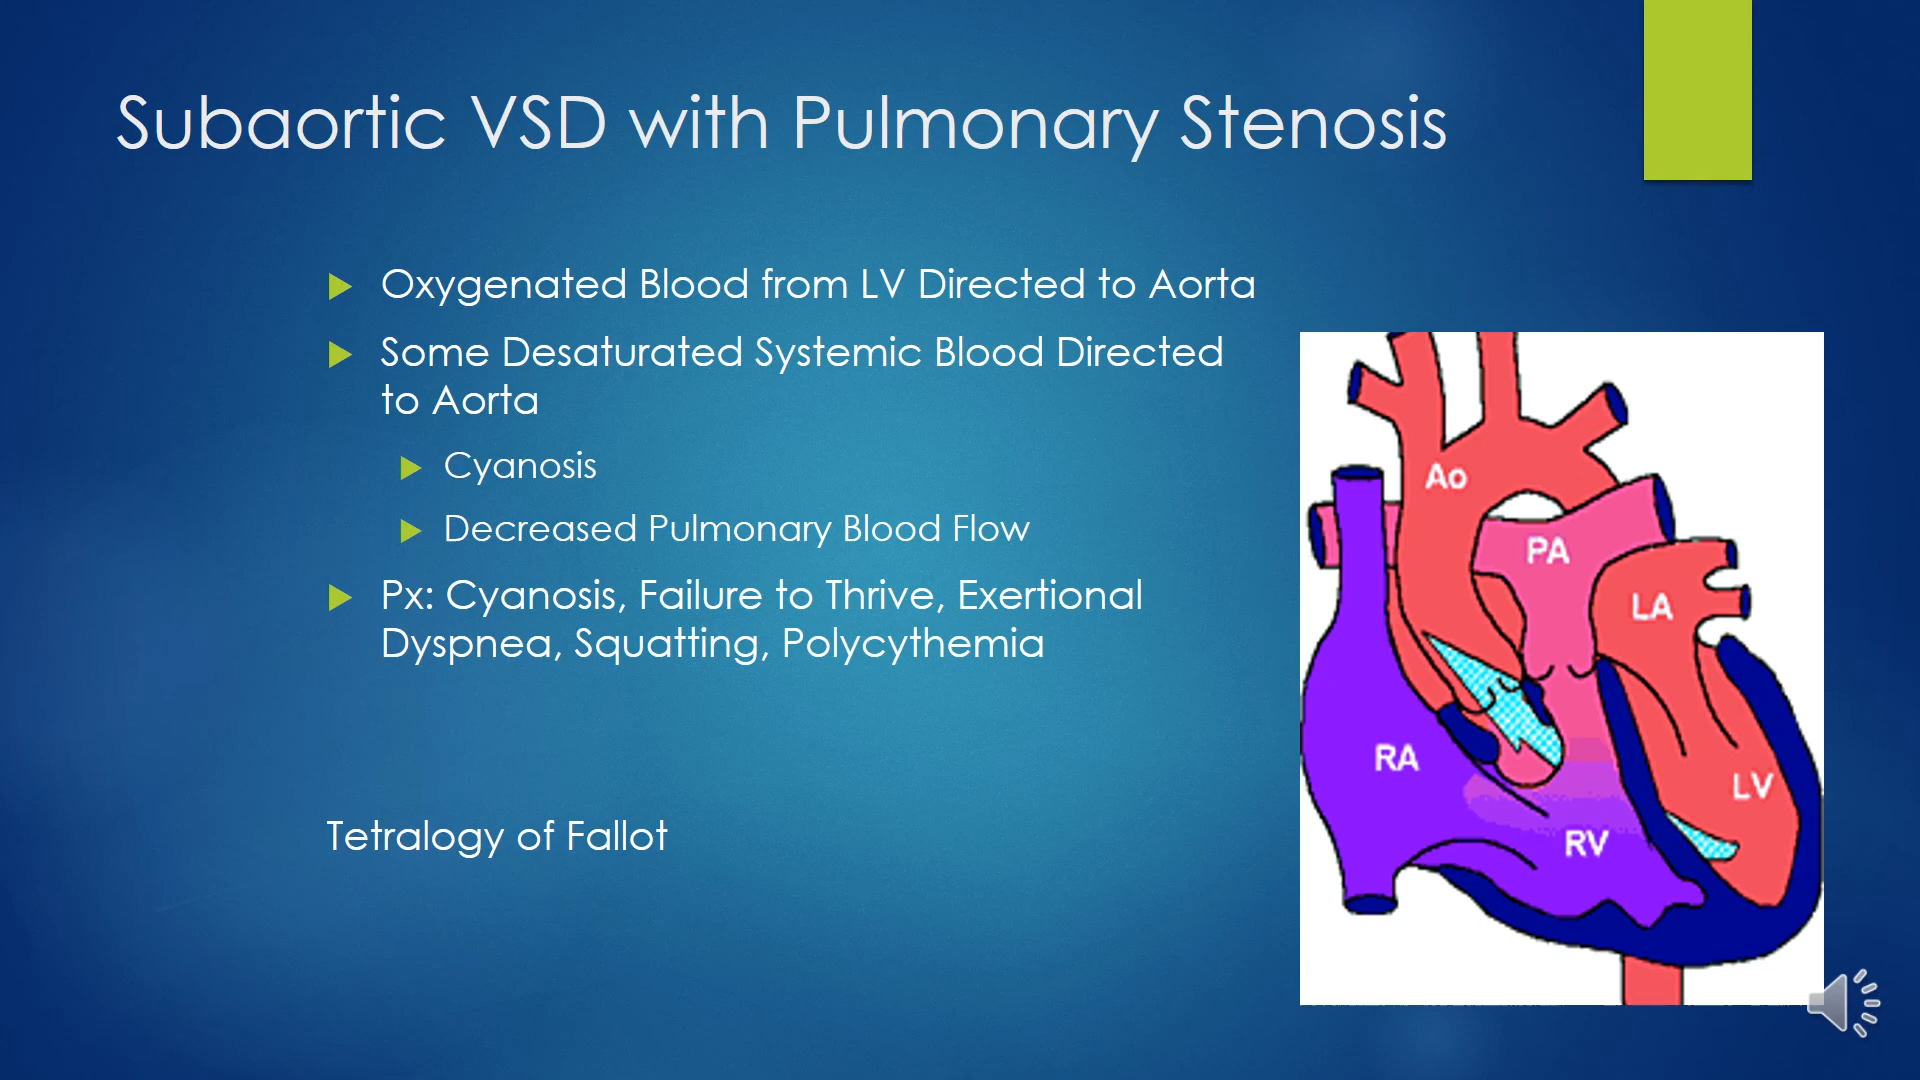 Subaortic VSD with Pulmonary Stenosis
Oxygenated Blood from LV Directed to Aorta
Some Desaturated Systemic Blood Directed
to Aorta
Cyanosis
Decreased Pulmonary Blood Flow
Px: Cyanosis, Failure to Thrive, Exertional
Dyspnea, Squatting, Polycythemia
Tetralogy of Fallot
Ao
PA
LA
RA
LV
RV